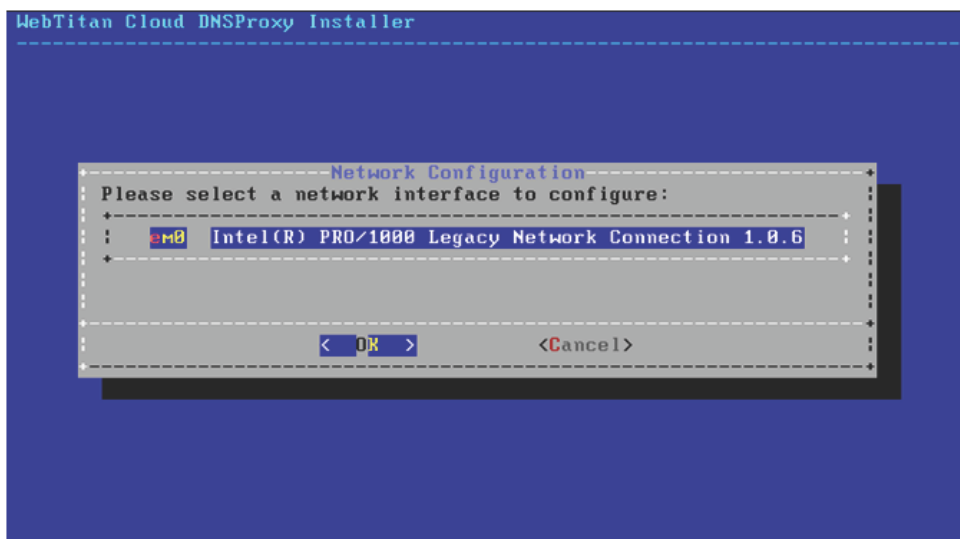 WebTitan Cloud DNSProxy Installer
Network Configuration
Please select a network interface to configure:
em0 Intel(R) PRO/1000 Legacy Network Connection 1.0.6
< OK > <Cancel>